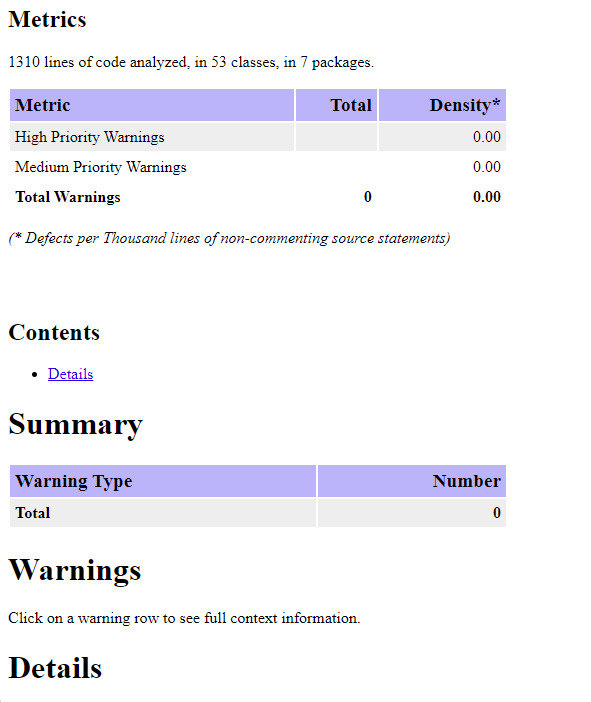 Metrics
1310 lines of code analyzed, in 53 classes, in 7 packages.
Metric Total Density*
High Priority Warnings 0.00
Medium Priority Warnings 0.00
Total Warnings 0 0.00
(* Defects per Thousand lines of non-commenting source statements)
Contents
• Details
Summary
Warning Type Number
Total 0
Warnings
Click on a warning row to see full context information.
Details